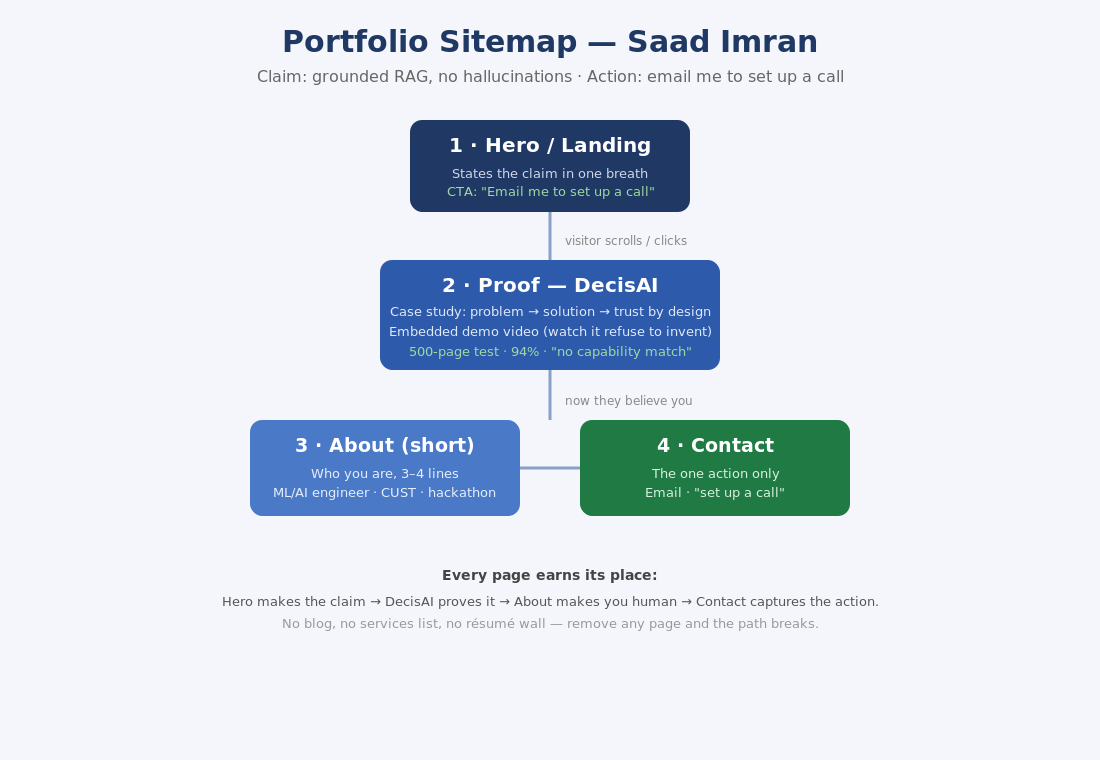 Portfolio Sitemap — Saad Imran
Claim: grounded RAG, no hallucinations · Action: email me to set up a call
1 · Hero / Landing
States the claim in one breath
CTA: "Email me to set up a call"
visitor scrolls / clicks
2 · Proof — DecisAI
Case study: problem → solution → trust by design
Embedded demo video (watch it refuse to invent)
500-page test · 94% · "no capability match"
now they believe you
3 · About (short)
Who you are, 3–4 lines
ML/AI engineer · CUST · hackathon
4 · Contact
The one action only
Email · "set up a call"
Every page earns its place:
Hero makes the claim → DecisAI proves it → About makes you human → Contact captures the action.
No blog, no services list, no résumé wall — remove any page and the path breaks.